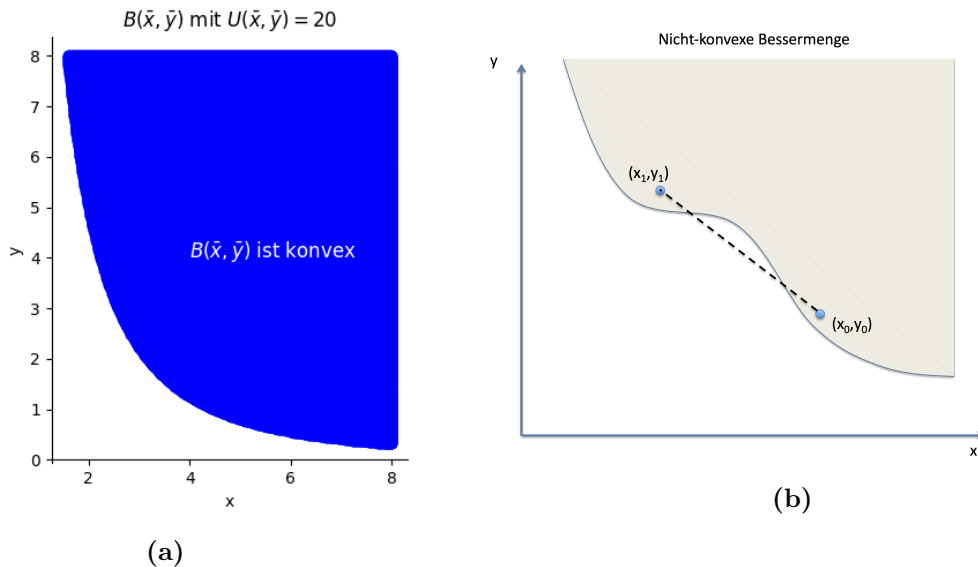 B(x̄, ȳ) mit U(x̄, ȳ) = 20
8
7
6
5
4
3
2
1
0
y
B(x̄, ȳ) ist konvex
2
4
6
8
x
(a)
Nicht-konvexe Bessermenge
y
(x₁,y₁)
(x₀,y₀)
x
(b)